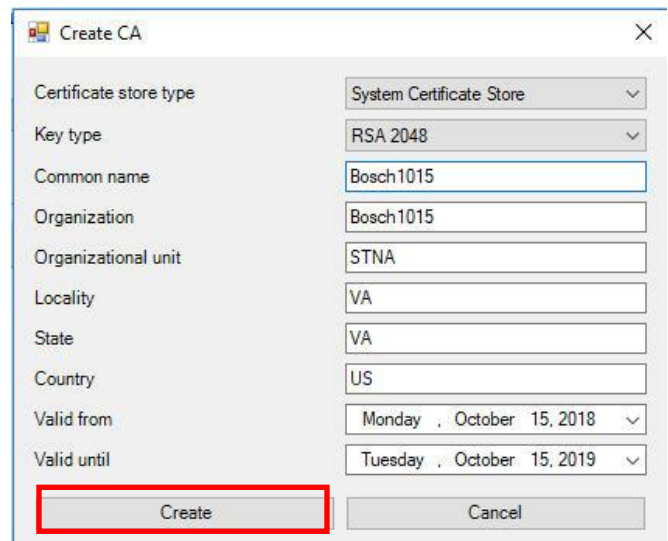 Create CA
Certificate store type System Certificate Store
Key type RSA 2048
Common name Bosch1015
Organization Bosch1015
Organizational unit STNA
Locality VA
State VA
Country US
Valid from Monday , October 15, 2018
Valid until Tuesday , October 15, 2019
Create Cancel